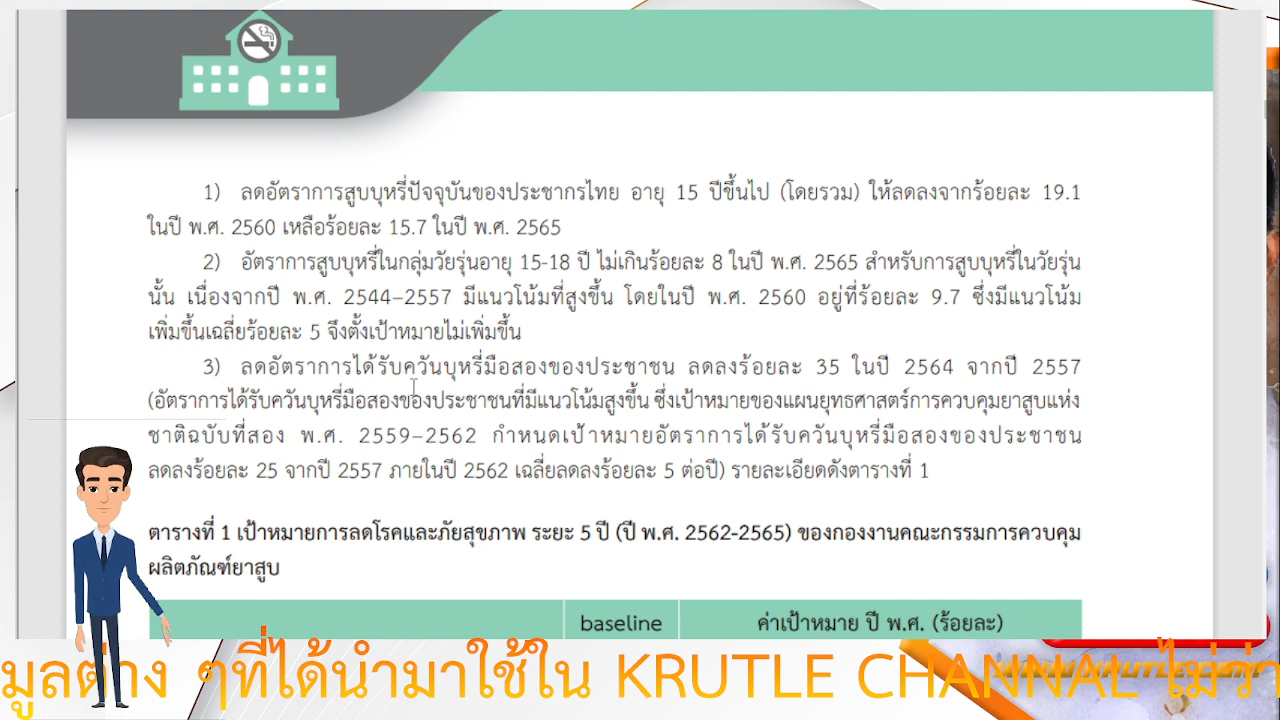 1) ลดอัตราการสูบบุหรี่ปัจจุบันของประชากรไทย อายุ 15 ปีขึ้นไป (โดยรวม) ให้ลดลงจากร้อยละ 19.1
ในปี พ.ศ. 2560 เหลือร้อยละ 15.7 ในปี พ.ศ. 2565
2) อัตราการสูบบุหรี่ในกลุ่มวัยรุ่นอายุ 15-18 ปี ไม่เกินร้อยละ 8 ในปี พ.ศ. 2565 สำหรับการสูบบุหรี่ในวัยรุ่น
นั้น เนื่องจากปี พ.ศ. 2544–2557 มีแนวโน้มที่สูงขึ้น โดยในปี พ.ศ. 2560 อยู่ที่ร้อยละ 9.7 ซึ่งมีแนวโน้ม
เพิ่มขึ้นเฉลี่ยร้อยละ 5 จึงตั้งเป้าหมายไม่เพิ่มขึ้น
3) ลดอัตราการได้รับควันบุหรี่มือสองของประชาชน ลดลงร้อยละ 35 ในปี 2564 จากปี 2557
(อัตราการได้รับควันบุหรี่มือสองของประชาชนที่มีแนวโน้มสูงขึ้น ซึ่งเป้าหมายของแผนยุทธศาสตร์การควบคุมยาสูบแห่ง
ชาติฉบับที่สอง พ.ศ. 2559–2562 กำหนดเป้าหมายอัตราการได้รับควันบุหรี่มือสองของประชาชน
ลดลงร้อยละ 25 จากปี 2557 ภายในปี 2562 เฉลี่ยลดลงร้อยละ 5 ต่อปี) รายละเอียดดังตารางที่ 1
ตารางที่ 1 เป้าหมายการลดโรคและภัยสุขภาพ ระยะ 5 ปี (ปี พ.ศ. 2562-2565) ของกองงานคณะกรรมการควบคุม
ผลิตภัณฑ์ยาสูบ
baseline ค่าเป้าหมาย ปี พ.ศ. (ร้อยละ)
มูลต่าง ๆที่ได้นำมาใช้ใน KRUTLE CHANNAL ไม่ว่า